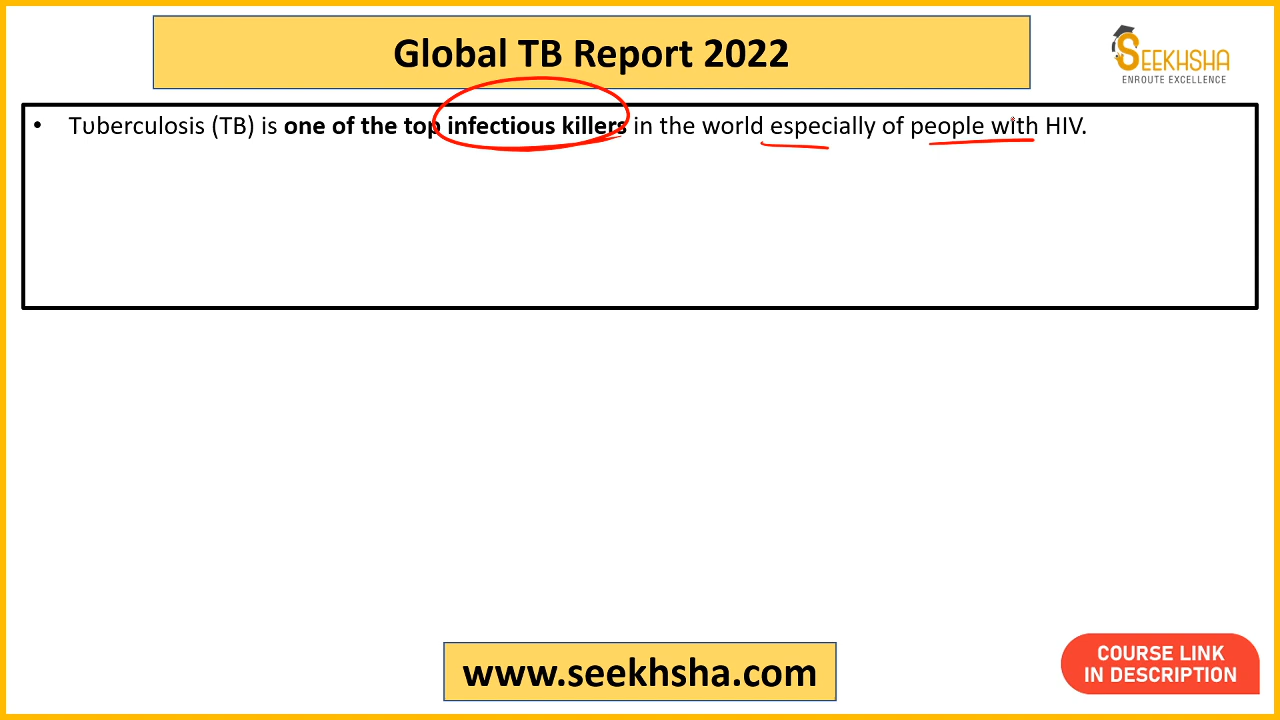 Global TB Report 2022
SEEKHSHA
ENROUTE EXCELLENCE
• Tuberculosis (TB) is one of the top infectious killers in the world especially of people with HIV.
www.seekhsha.com
COURSE LINK
IN DESCRIPTION